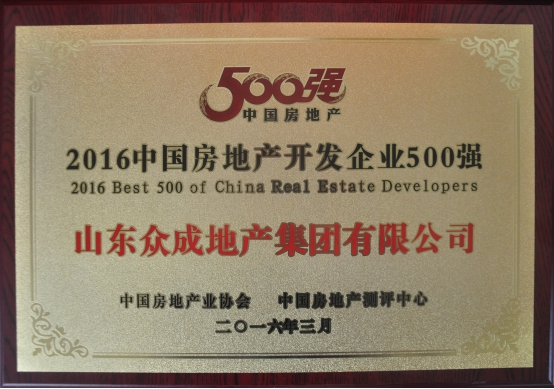 500强
中国房地产
2016中国房地产开发企业500强
2016 Best 500 of China Real Estate Developers
山东众成地产集团有限公司
中国房地产业协会 中国房地产测评中心
二〇一六年三月